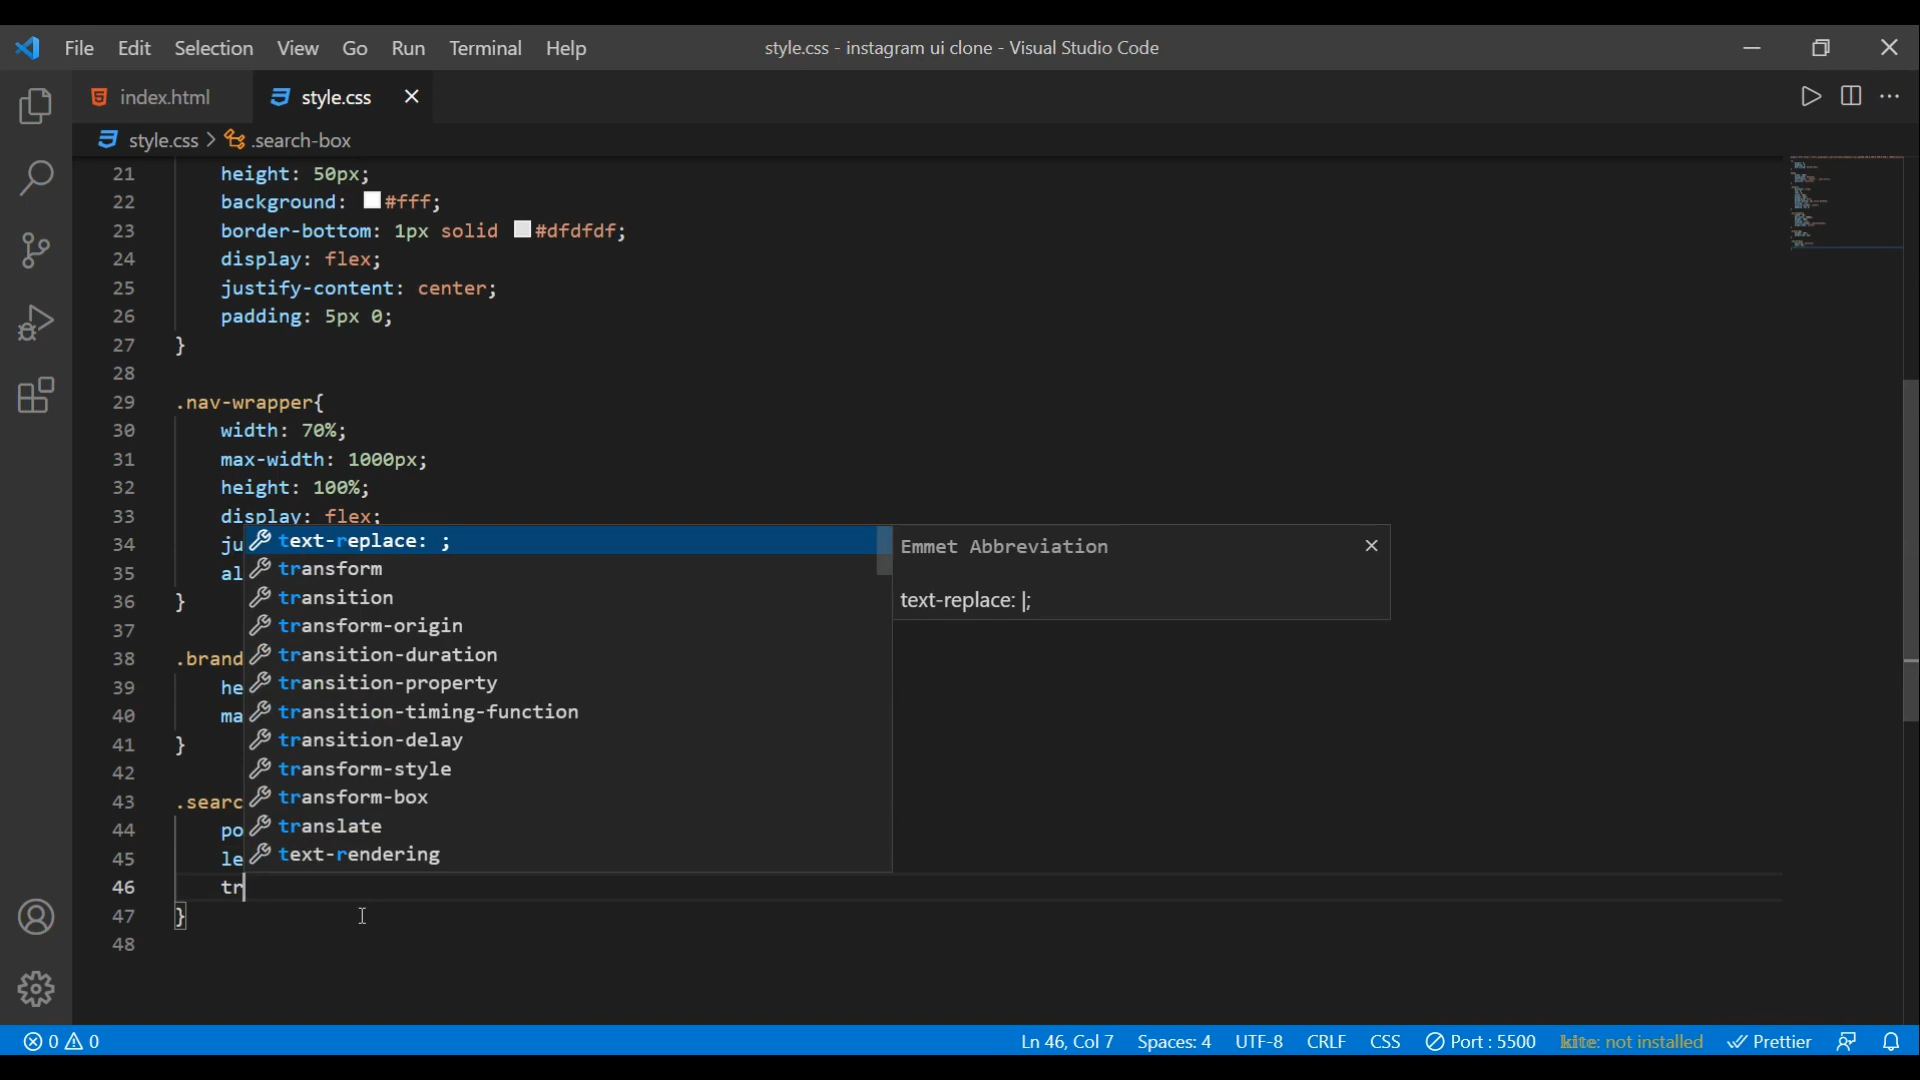 File Edit Selection View Go Run Terminal Help style.css - instagram ui clone - Visual Studio Code
index.html style.css
style.css > .search-box
21 height: 50px;
22 background: #fff;
23 border-bottom: 1px solid #dfdfdf;
24 display: flex;
25 justify-content: center;
26 padding: 5px 0;
27 }
28
29 .nav-wrapper{
30 width: 70%;
31 max-width: 1000px;
32 height: 100%;
33 display: flex;
34 ju text-replace: ; Emmet Abbreviation
transform
35 al transition text-replace: |;
36 } transform-origin
37 transition-duration
38 .brand transition-property
39 he transition-timing-function
40 ma transition-delay
41 } transform-style
42 transform-box
43 .searc translate
44 po text-rendering
45 le
46 tr
47 }
48
0 0 Ln 46, Col 7 Spaces: 4 UTF-8 CRLF CSS Port : 5500 kite: not installed Prettier